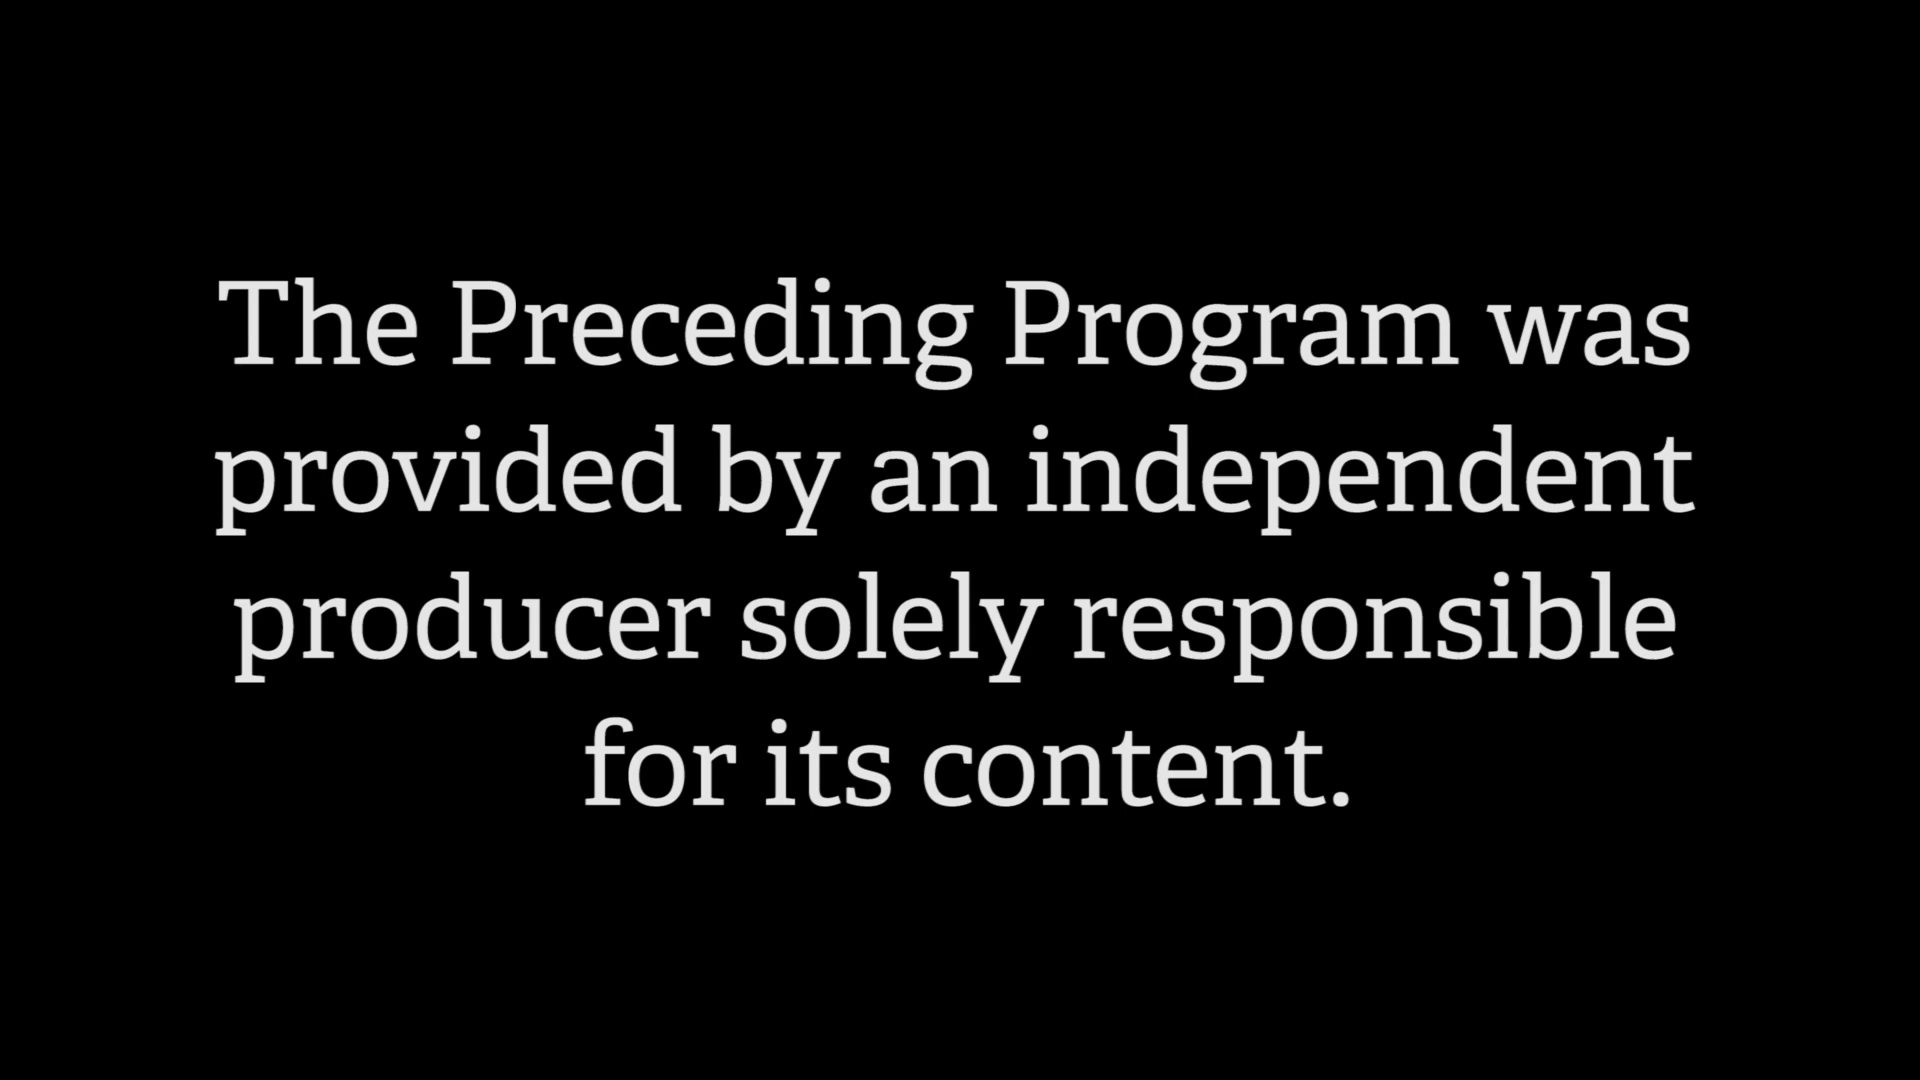 The Preceding Program was
provided by an independent
producer solely responsible
for its content.